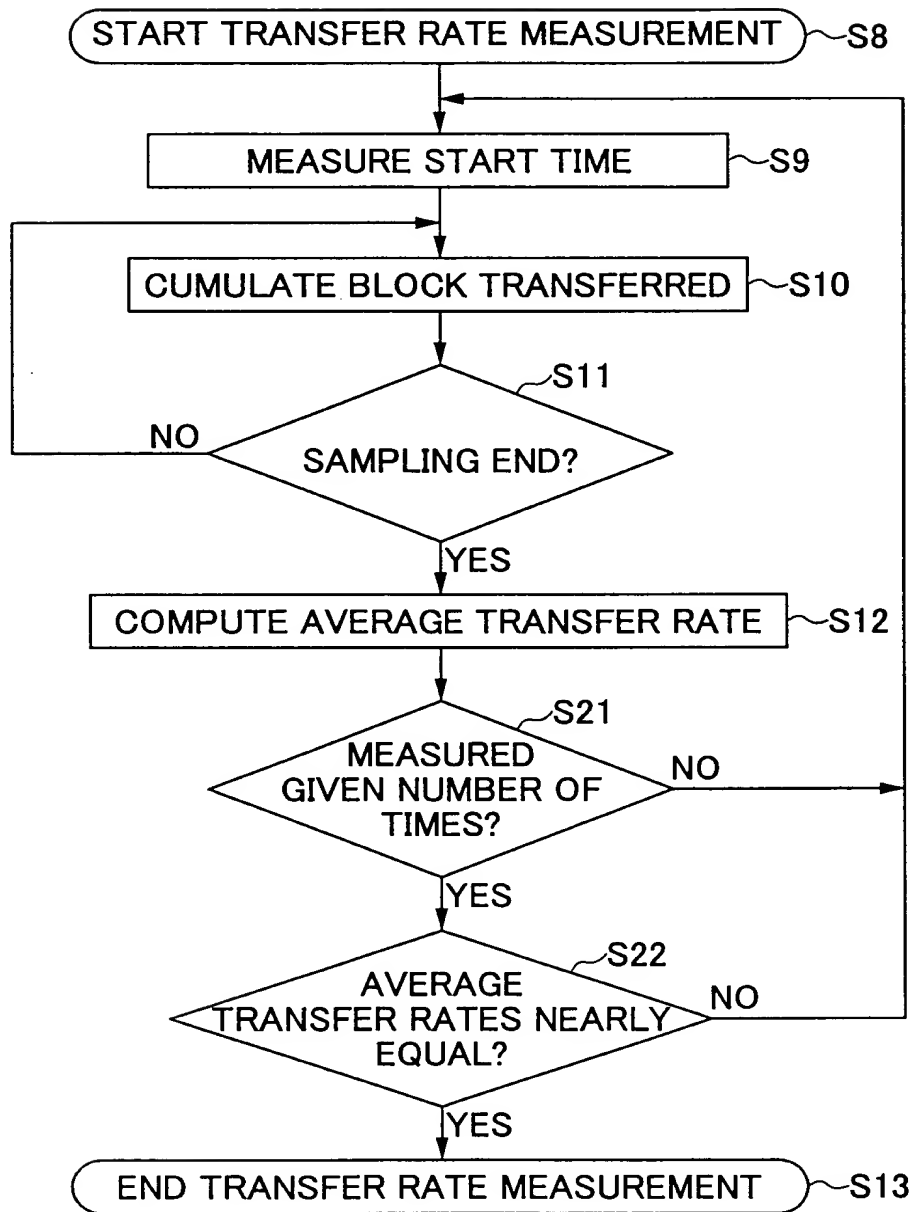 START TRANSFER RATE MEASUREMENT
S8
MEASURE START TIME
S9
CUMULATE BLOCK TRANSFERRED
S10
S11
NO
SAMPLING END?
YES
COMPUTE AVERAGE TRANSFER RATE
S12
S21
MEASURED
GIVEN NUMBER OF
TIMES?
NO
YES
S22
AVERAGE
TRANSFER RATES NEARLY
EQUAL?
NO
YES
END TRANSFER RATE MEASUREMENT
S13